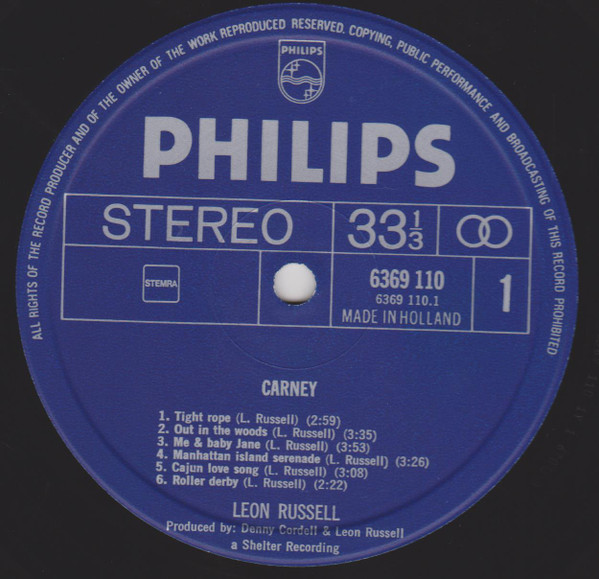 ALL RIGHTS OF THE RECORD PRODUCER AND OF THE OWNER OF THE WORK REPRODUCED RESERVED. COPYING, PUBLIC PERFORMANCE AND BROADCASTING OF THIS RECORD PROHIBITED
PHILIPS
PHILIPS
STEREO 33 1/3
STEMRA
6369 110
6369 110.1
MADE IN HOLLAND
1
CARNEY
1. Tight rope (L. Russell) (2:59)
2. Out in the woods (L. Russell) (3:35)
3. Me & baby Jane (L. Russell) (3:53)
4. Manhattan island serenade (L. Russell) (3:26)
5. Cajun love song (L. Russell) (3:08)
6. Roller derby (L. Russell) (2:22)
LEON RUSSELL
Produced by: Denny Cordell & Leon Russell
a Shelter Recording